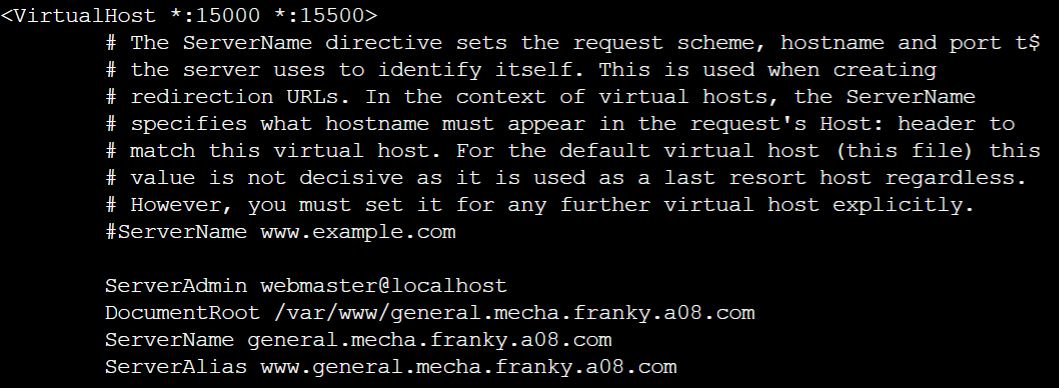 <VirtualHost *:15000 *:15500>
# The ServerName directive sets the request scheme, hostname and port t$
# the server uses to identify itself. This is used when creating
# redirection URLs. In the context of virtual hosts, the ServerName
# specifies what hostname must appear in the request's Host: header to
# match this virtual host. For the default virtual host (this file) this
# value is not decisive as it is used as a last resort host regardless.
# However, you must set it for any further virtual host explicitly.
#ServerName www.example.com
ServerAdmin webmaster@localhost
DocumentRoot /var/www/general.mecha.franky.a08.com
ServerName general.mecha.franky.a08.com
ServerAlias www.general.mecha.franky.a08.com